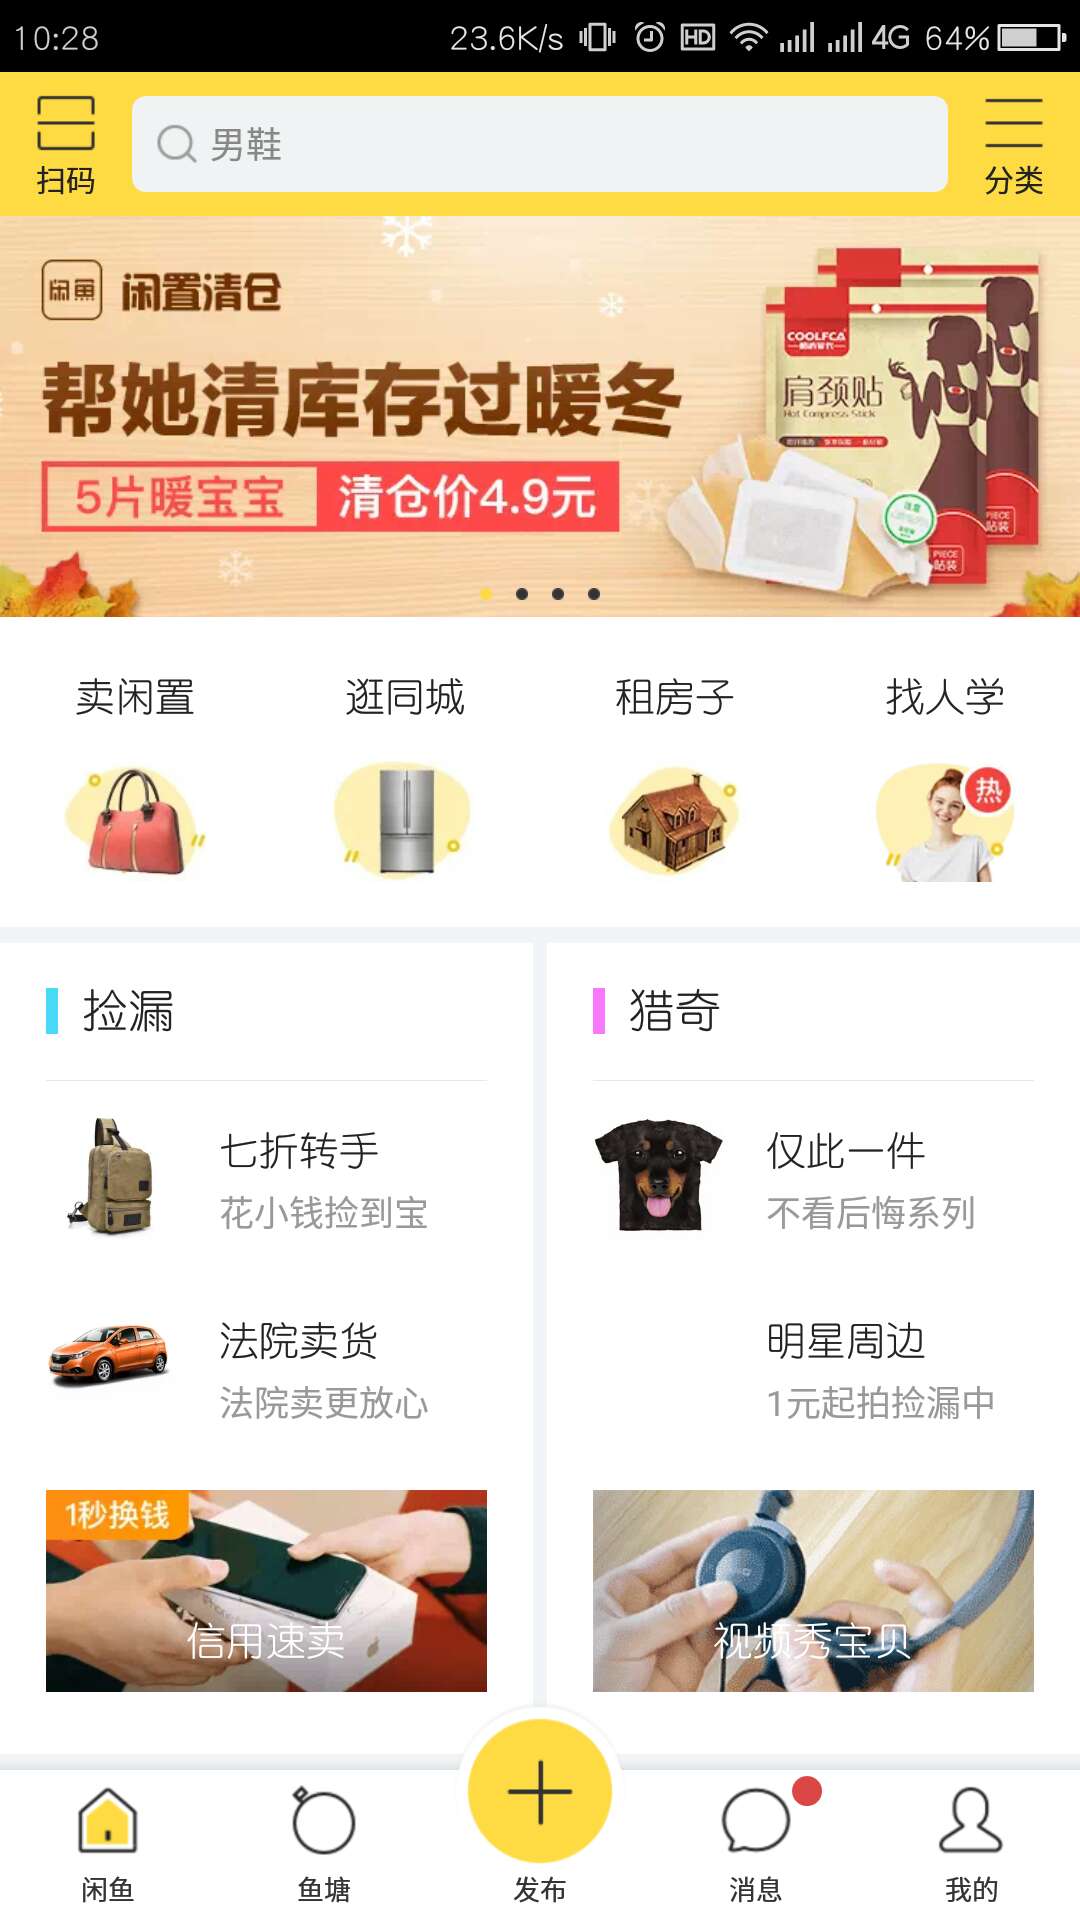 10:28
23.6K/s
HD
4G
64%
扫码
男鞋
分类
闲鱼
闲置清仓
帮她清库存过暖冬
5片暖宝宝
清仓价4.9元
COOLFCA
肩颈贴
Hot Compress Stick
PIECE
贴装
PIECE
贴装
卖闲置
逛同城
租房子
找人学
热
捡漏
猎奇
七折转手
花小钱捡到宝
仅此一件
不看后悔系列
法院卖货
法院卖更放心
明星周边
1元起拍捡漏中
1秒换钱
信用速卖
视频秀宝贝
闲鱼
鱼塘
发布
消息
我的